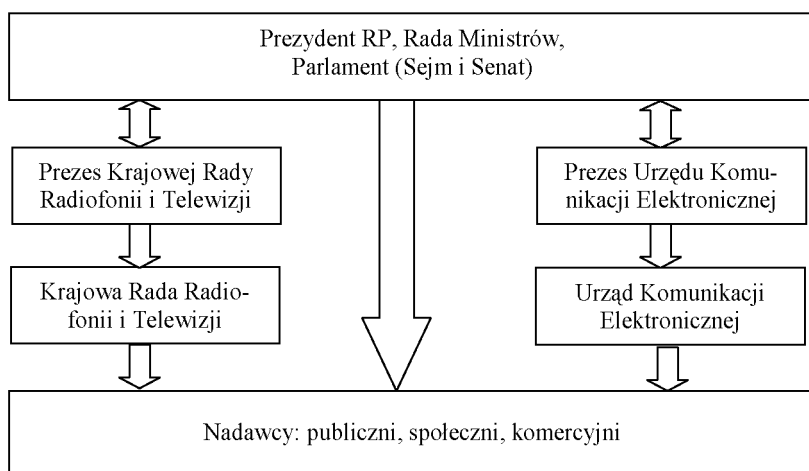 Prezydent RP, Rada Ministrów,
Parlament (Sejm i Senat)
Prezes Krajowej Rady
Radiofonii i Telewizji
Prezes Urzędu Komu-
nikacji Elektronicznej
Krajowa Rada Radio-
fonii i Telewizji
Urząd Komunikacji
Elektronicznej
Nadawcy: publiczni, społeczni, komercyjni